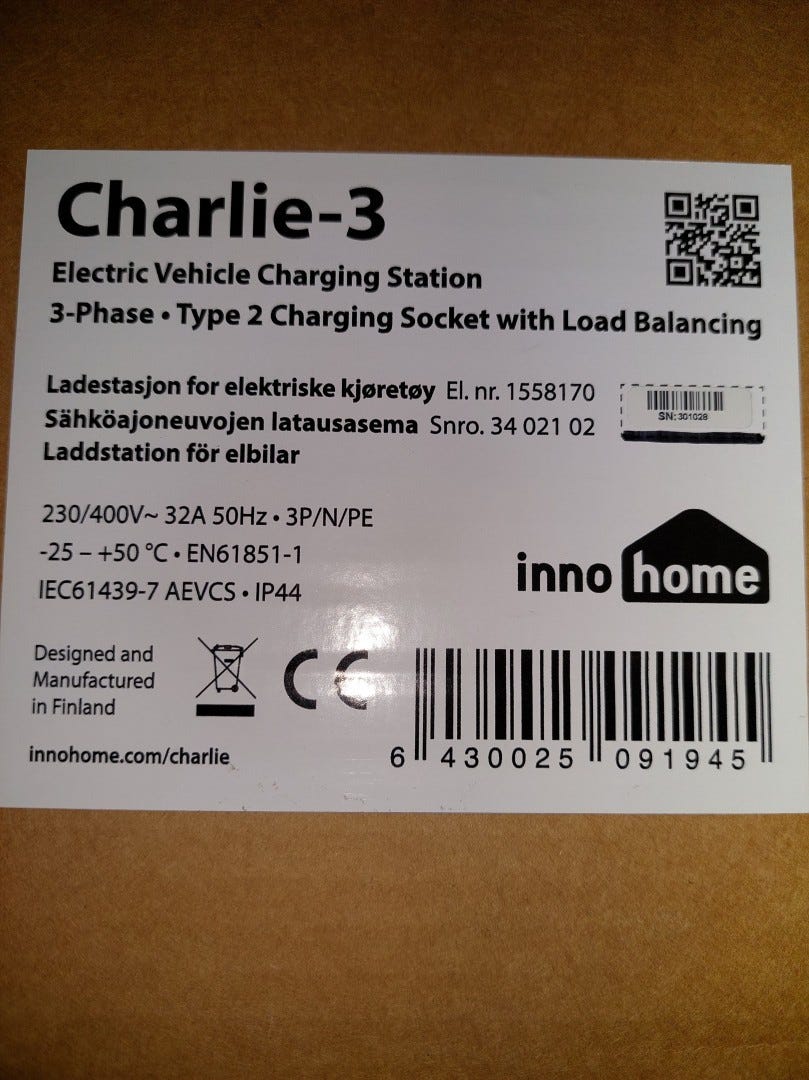 Charlie-3
Electric Vehicle Charging Station
3-Phase • Type 2 Charging Socket with Load Balancing
Ladestasjon for elektriske kjøretøy El. nr. 1558170
Sähköajoneuvojen latausasema Snro. 34 021 02
Laddstation för elbilar
SN: 301028
230/400V~ 32A 50Hz • 3P/N/PE
-25 – +50 °C • EN61851-1
IEC61439-7 AEVCS • IP44
inno home
Designed and
Manufactured
in Finland
CE
innohome.com/charlie
6 430025 091945